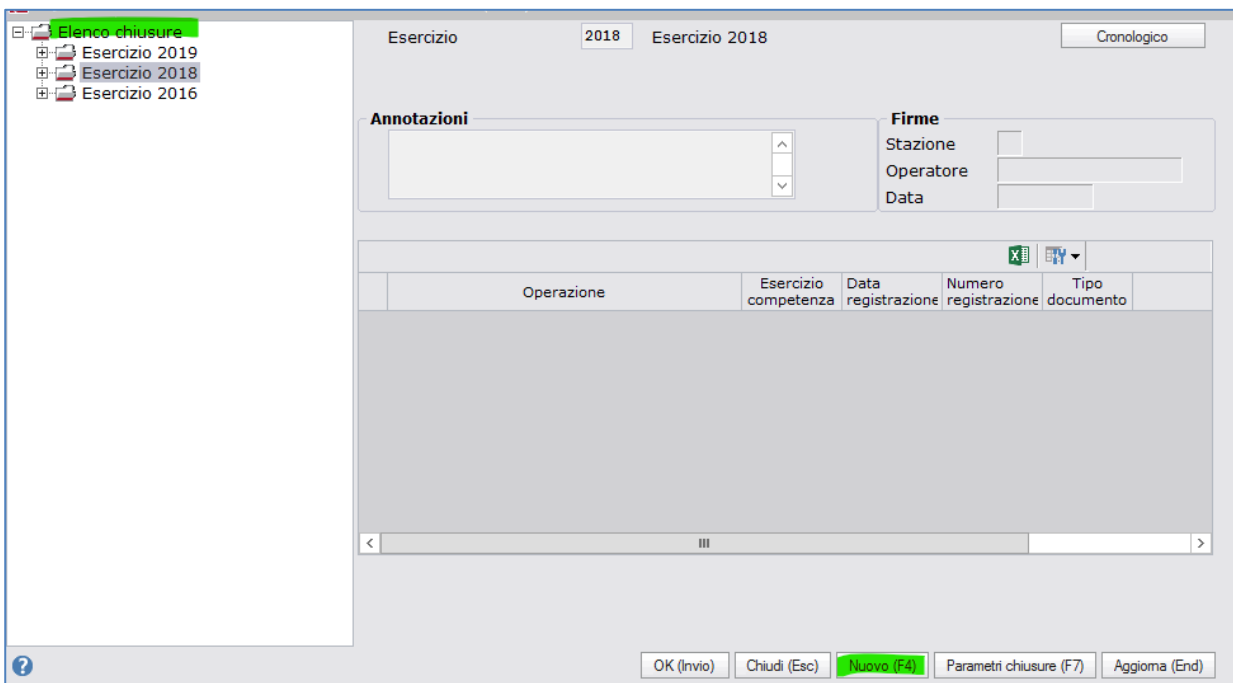 Elenco chiusure
Esercizio 2019
Esercizio 2018
Esercizio 2016
Esercizio 2018 Esercizio 2018 Cronologico
Annotazioni
Firme
Stazione
Operatore
Data
Operazione Esercizio competenza Data registrazione Numero registrazione Tipo documento
OK (Invio) Chiudi (Esc) Nuovo (F4) Parametri chiusure (F7) Aggiorna (End)